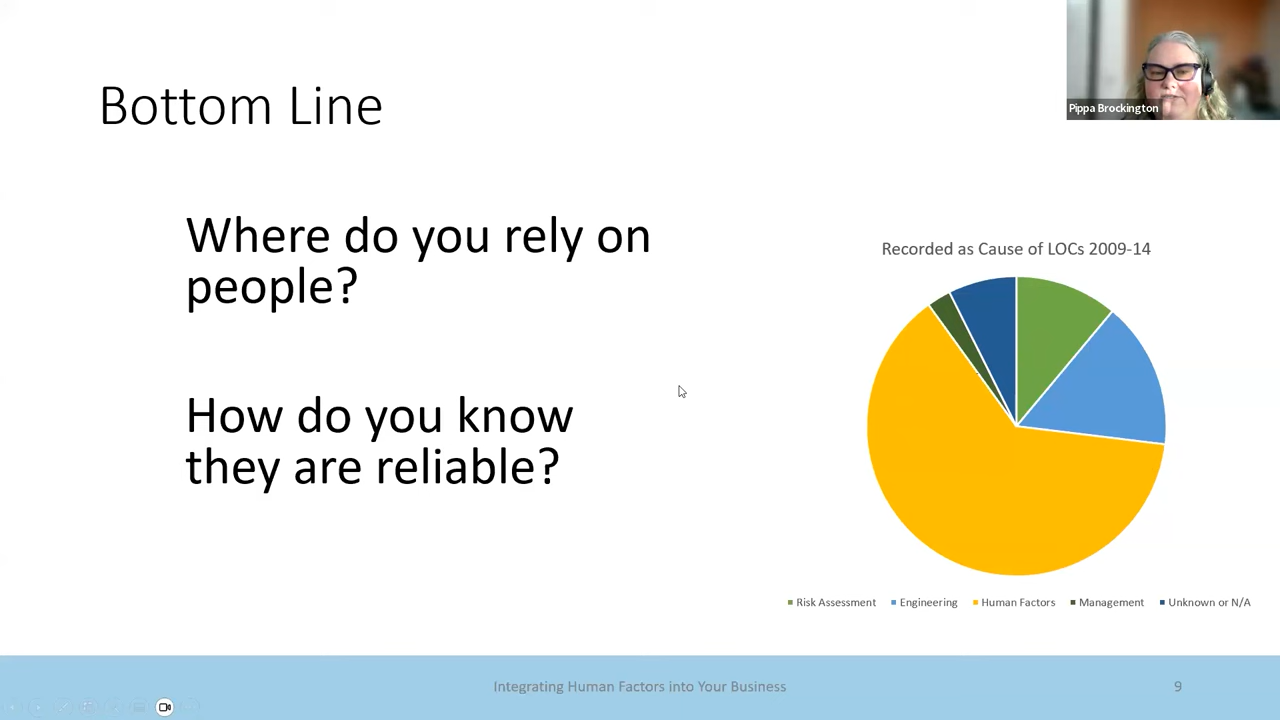 Pippa Brockington
Bottom Line
Where do you rely on
people?
How do you know
they are reliable?
Recorded as Cause of LOCs 2009-14
Risk Assessment Engineering Human Factors Management Unknown or N/A
Integrating Human Factors into Your Business
9